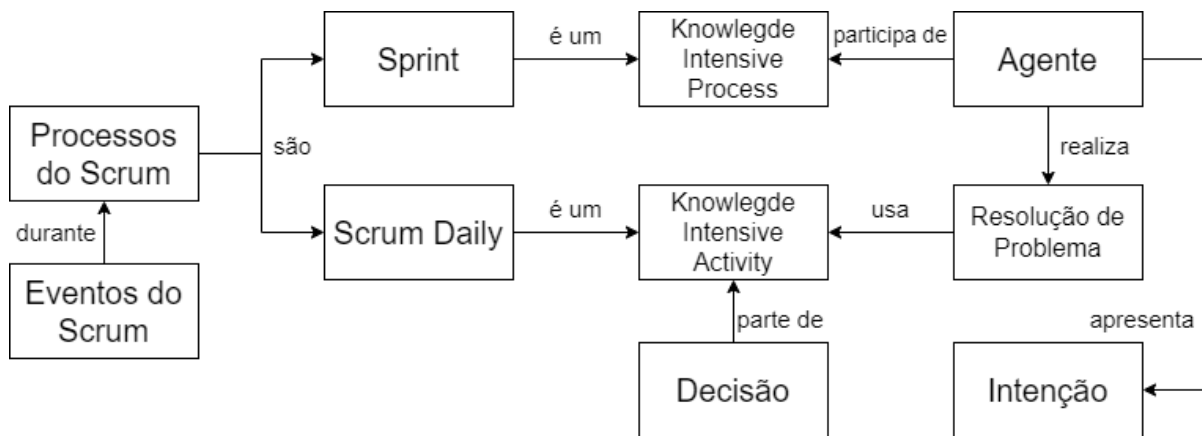 Sprint
é um
Knowlegde
Intensive
Process
participa de
Agente
Processos
do Scrum
são
realiza
durante
Scrum Daily
é um
Knowlegde
Intensive
Activity
usa
Resolução de
Problema
Eventos do
Scrum
parte de
apresenta
Decisão
Intenção